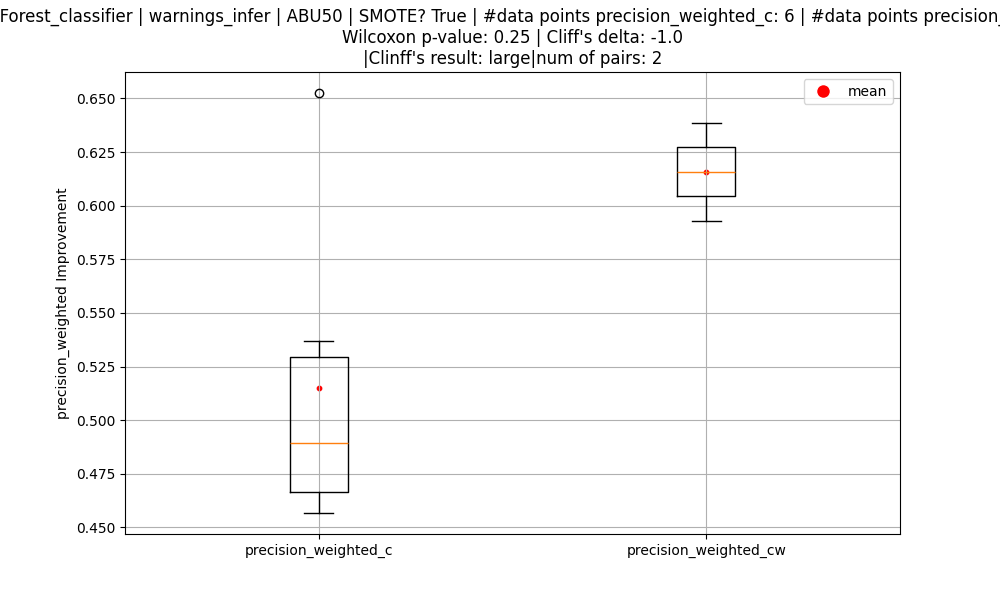 Forest_classifier | warnings_infer | ABU50 | SMOTE? True | #data points precision_weighted_c: 6 | #data points precision_
Wilcoxon p-value: 0.25 | Cliff's delta: -1.0
|Clinff's result: large|num of pairs: 2
mean
0.650
0.625
0.600
0.575
0.550
0.525
0.500
0.475
0.450
precision_weighted Improvement
precision_weighted_c
precision_weighted_cw